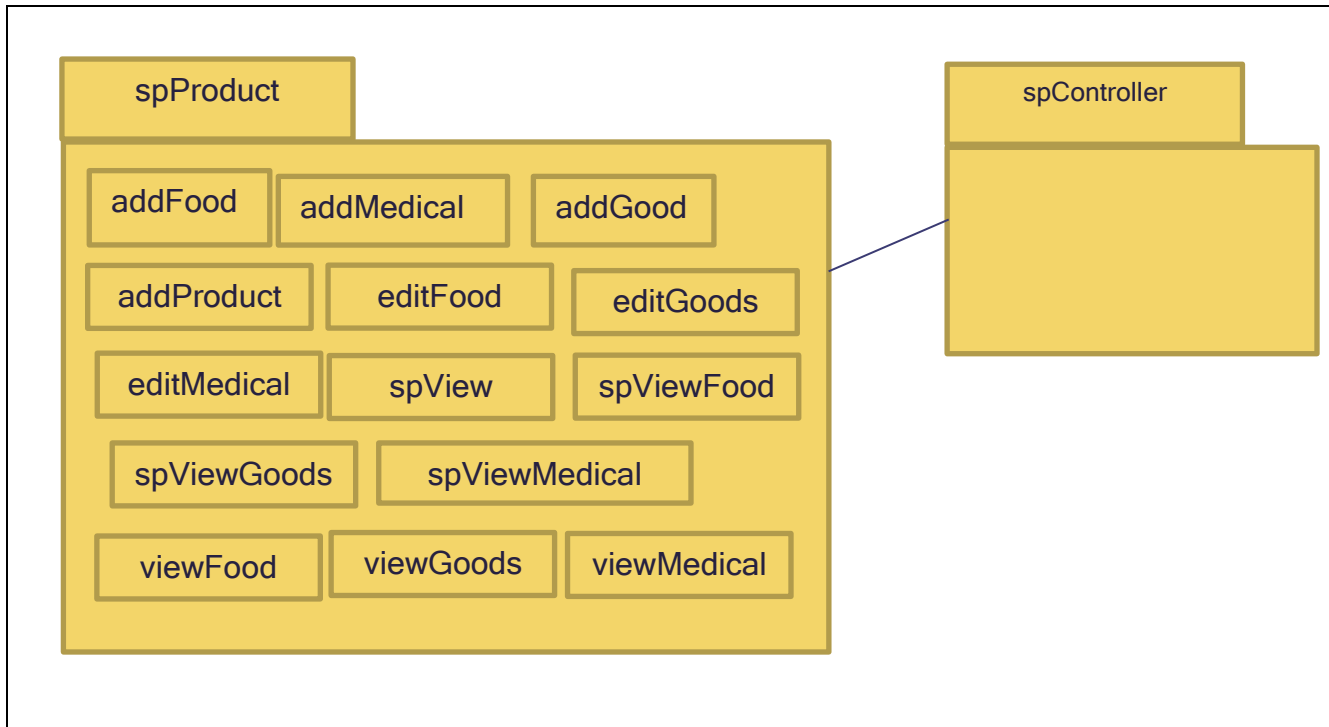 spProduct
spController
addFood
addMedical
addGood
addProduct
editFood
editGoods
editMedical
spView
spViewFood
spViewGoods
spViewMedical
viewFood
viewGoods
viewMedical